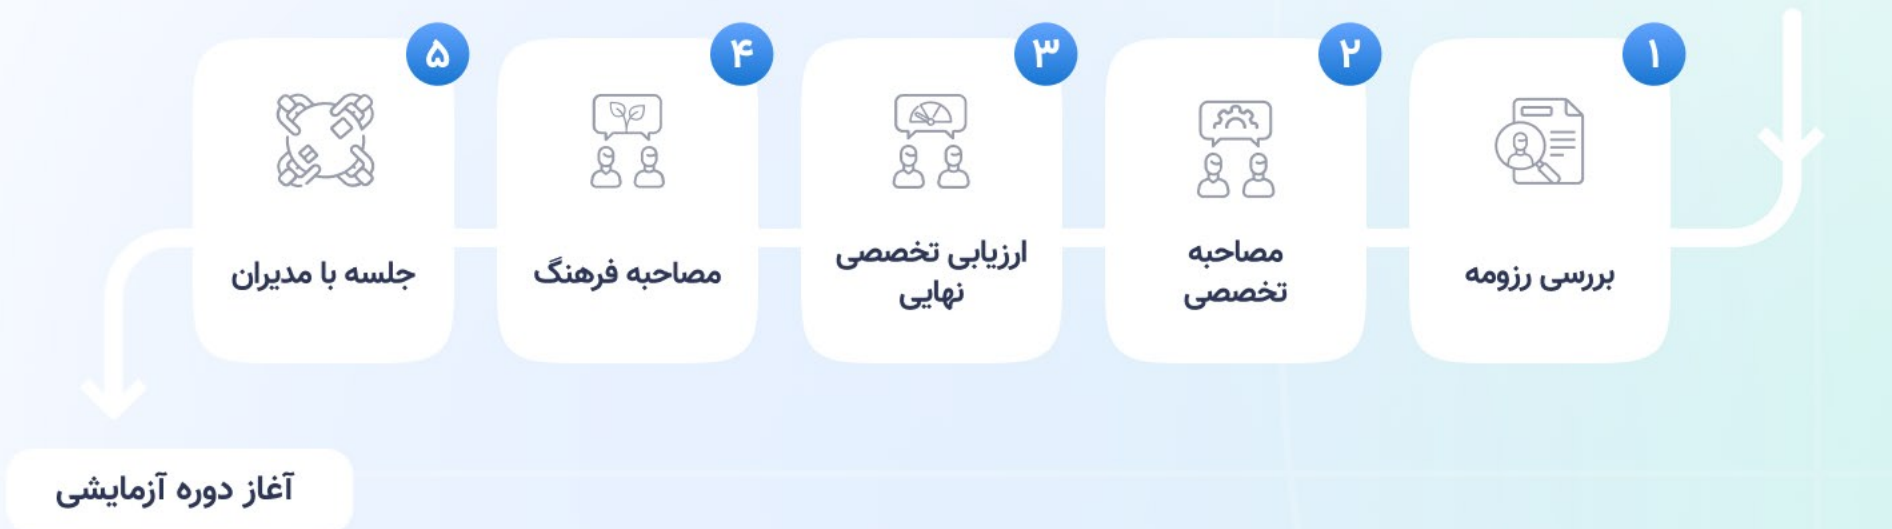 ۱
بررسی رزومه
۲
مصاحبه
تخصصی
۳
ارزیابی تخصصی
نهایی
۴
مصاحبه فرهنگ
۵
جلسه با مدیران
آغاز دوره آزمایشی